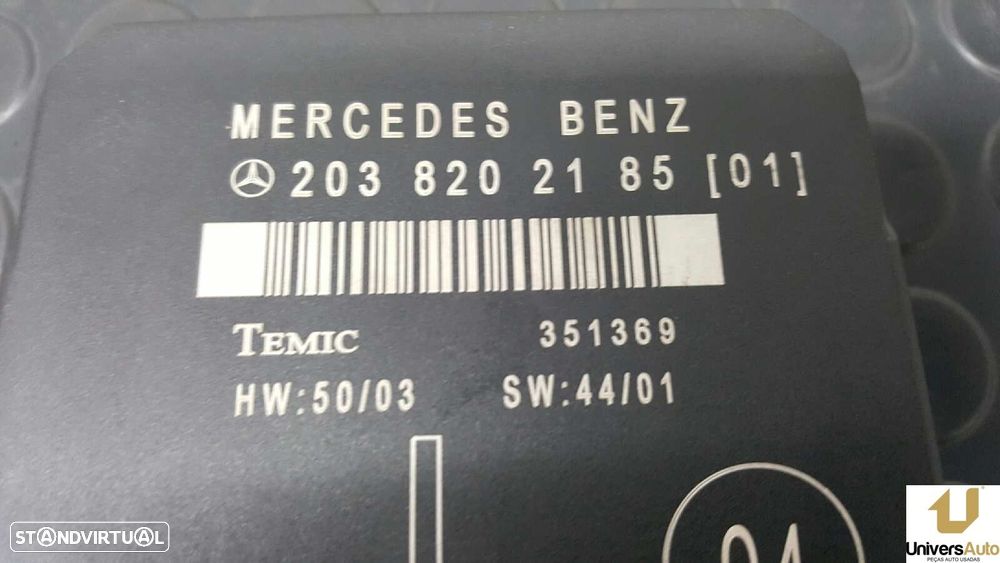 MERCEDES BENZ
203 820 21 85 [01]
TEMIC 351369
HW:50/03 SW:44/01
04
STANDVIRTUAL
UniversAuto
PEÇAS AUTO USADAS